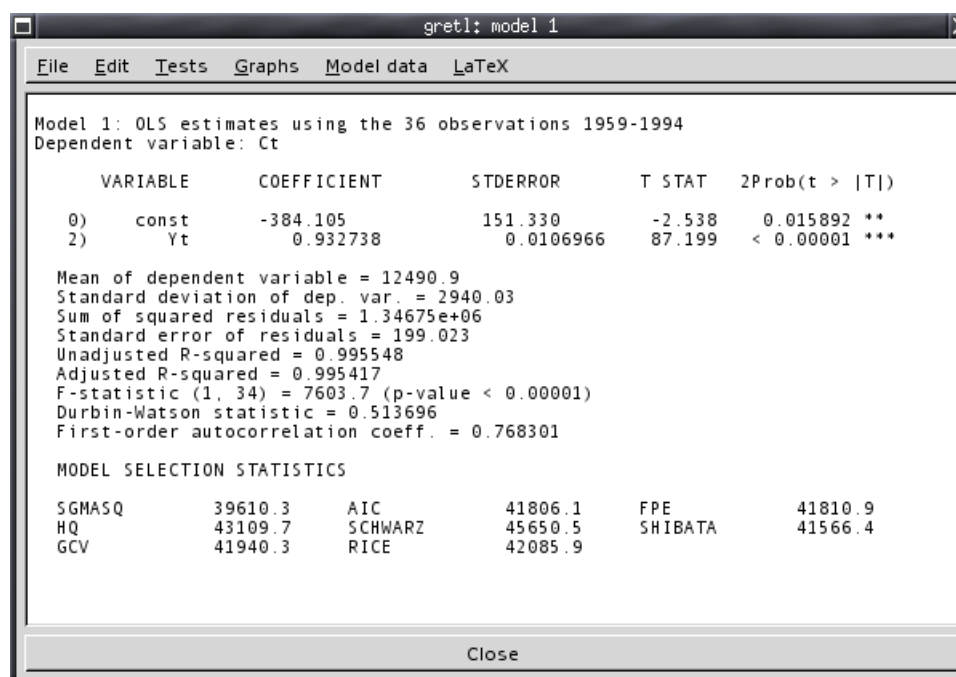 gretl: model 1
File Edit Tests Graphs Model data LaTeX
Model 1: OLS estimates using the 36 observations 1959-1994
Dependent variable: Ct
VARIABLE COEFFICIENT STDERROR T STAT 2Prob(t > |T|)
0) const -384.105 151.330 -2.538 0.015892 **
2) Yt 0.932738 0.0106966 87.199 < 0.00001 ***
Mean of dependent variable = 12490.9
Standard deviation of dep. var. = 2940.03
Sum of squared residuals = 1.34675e+06
Standard error of residuals = 199.023
Unadjusted R-squared = 0.995548
Adjusted R-squared = 0.995417
F-statistic (1, 34) = 7603.7 (p-value < 0.00001)
Durbin-Watson statistic = 0.513696
First-order autocorrelation coeff. = 0.768301
MODEL SELECTION STATISTICS
SGMASQ 39610.3 AIC 41806.1 FPE 41810.9
HQ 43109.7 SCHWARZ 45650.5 SHIBATA 41566.4
GCV 41940.3 RICE 42085.9
Close